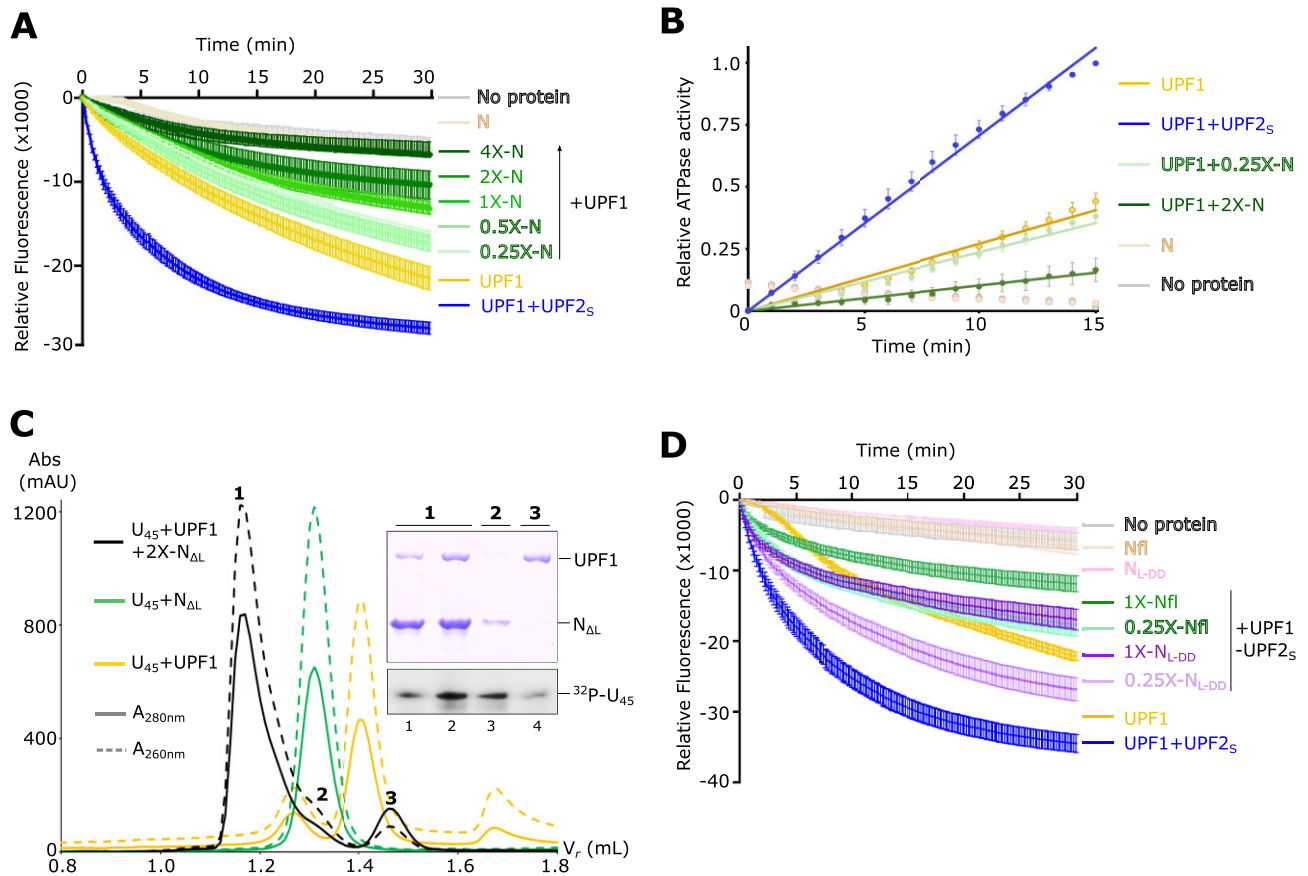 A
Time (min)
0 5 10 15 20 25 30
Relative Fluorescence (x1000)
0
-10
-20
-30
No protein
N
4X-N
2X-N
1X-N
0.5X-N
0.25X-N
+UPF1
UPF1
UPF1+UPF2S
B
Relative ATPase activity
1.0
0.75
0.5
0.25
0
0 5 10 15
Time (min)
UPF1
UPF1+UPF2S
UPF1+0.25X-N
UPF1+2X-N
N
No protein
C
Abs
(mAU)
1200
800
400
0
0.8 1.0 1.2 1.4 1.6 1.8
Vr (mL)
U45+UPF1
+2X-NΔL
U45+NΔL
U45+UPF1
A280nm
A260nm
1
2
3
1 2 3
UPF1
NΔL
32P-U45
1 2 3 4
D
Time (min)
0 5 10 15 20 25 30
Relative Fluorescence (x1000)
0
-10
-20
-30
-40
No protein
Nfl
NL-DD
1X-Nfl
0.25X-Nfl
1X-NL-DD
0.25X-NL-DD
+UPF1
-UPF2S
UPF1
UPF1+UPF2S